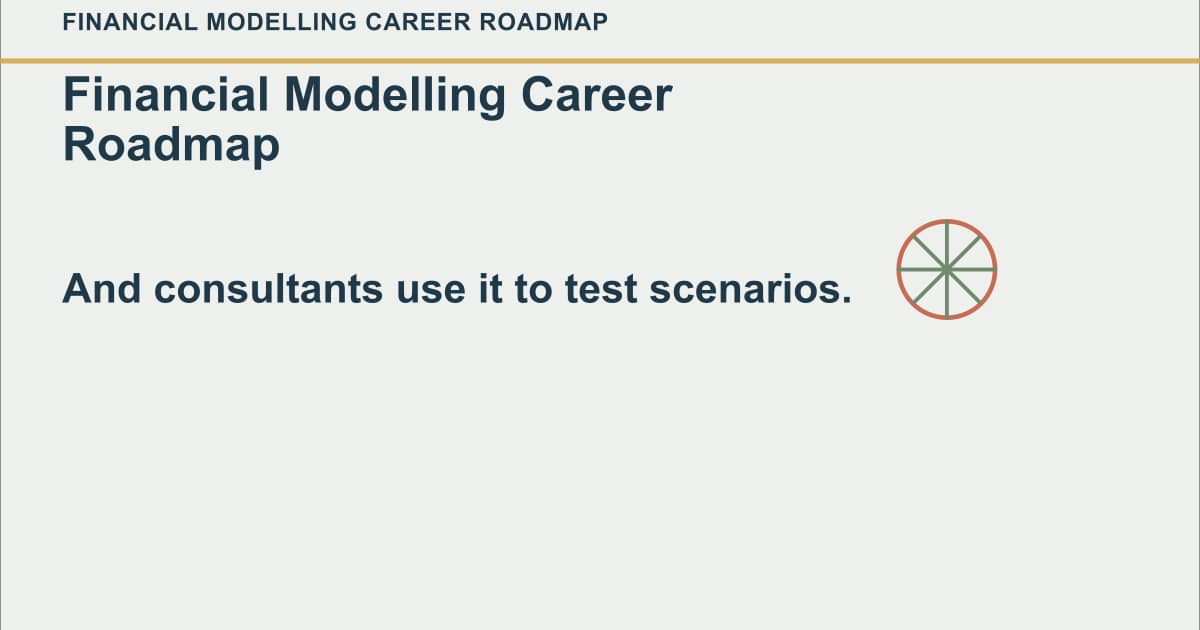 FINANCIAL MODELLING CAREER ROADMAP
Financial Modelling Career
Roadmap
And consultants use it to test scenarios.